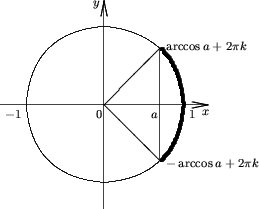 y
arccos a + 2πk
−1
0
a
1
x
− arccos a + 2πk